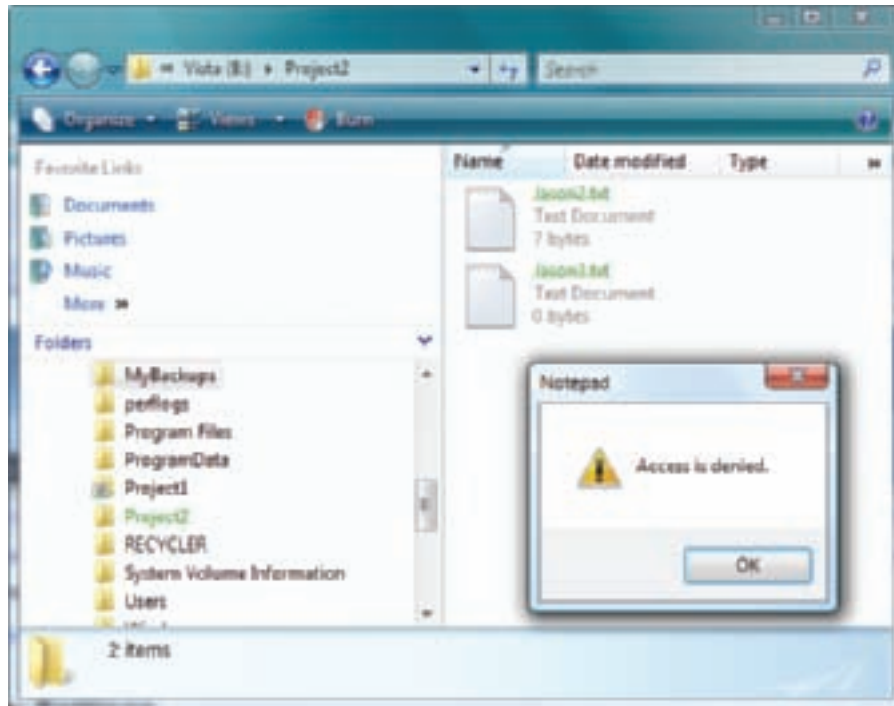 Vista (E:) ▸ Project2
Search
Organize
Views
Burn
Favorite Links
Documents
Pictures
Music
More »
Folders
MyBackups
perflogs
Program Files
ProgramData
Project1
Project2
RECYCLER
System Volume Information
Users
Name
Date modified
Type
»
Jason2.txt
Text Document
7 bytes
Jason3.txt
Text Document
0 bytes
Notepad
Access is denied.
OK
2 items